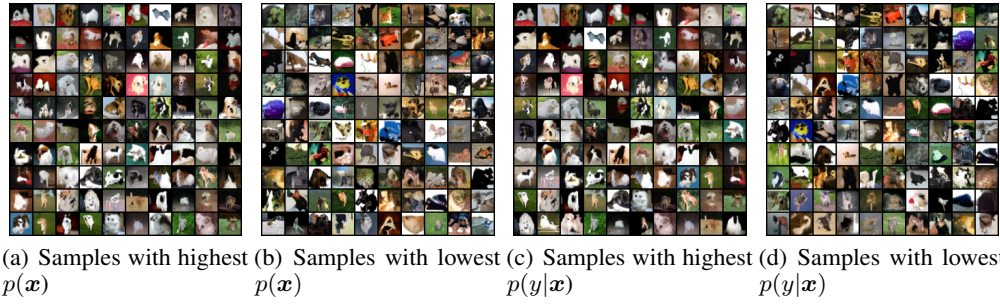 (a) Samples with highest p(x)
(b) Samples with lowest p(x)
(c) Samples with highest p(y|x)
(d) Samples with lowest p(y|x)